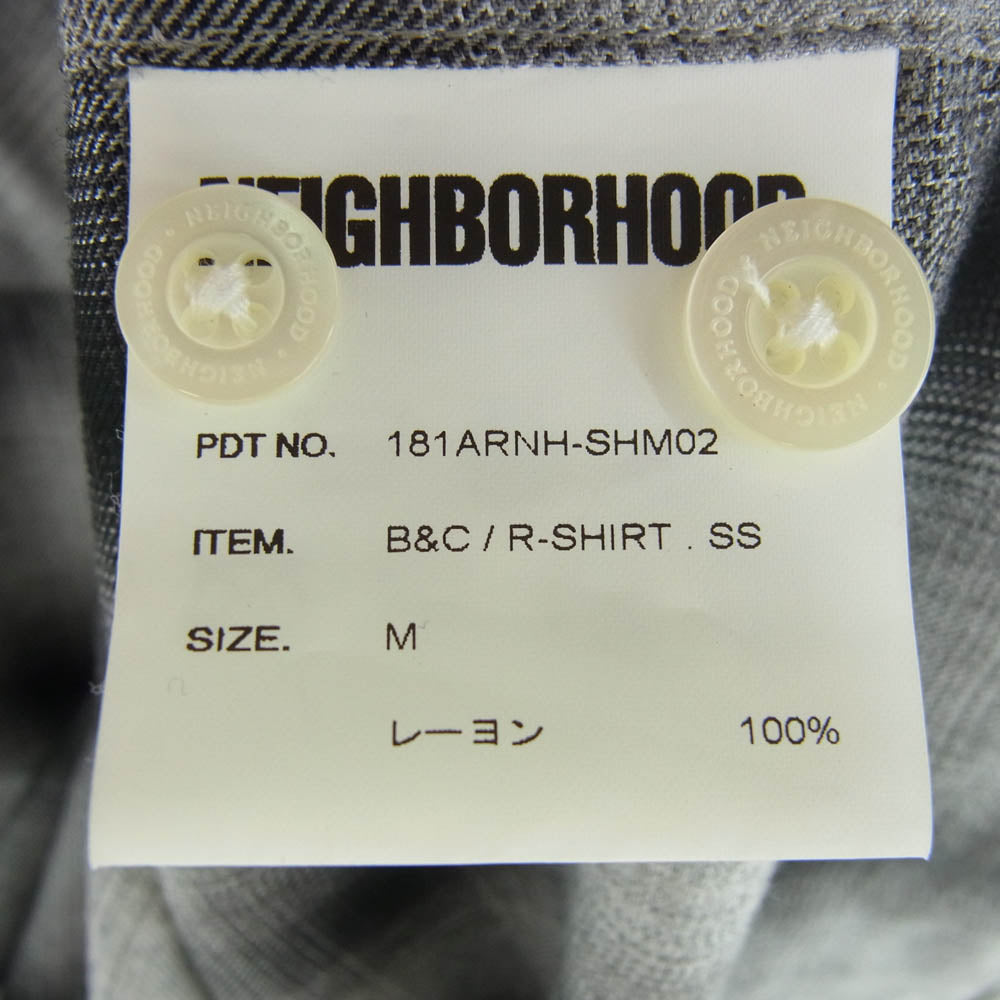 NEIGHBORHOOD
NEIGHBORHOOD • NEIGHBORHOOD •
NEIGHBORHOOD • NEIGHBORHOOD •
PDT NO. 181ARNH-SHM02
ITEM. B&C / R-SHIRT . SS
SIZE. M
レーヨン 100%